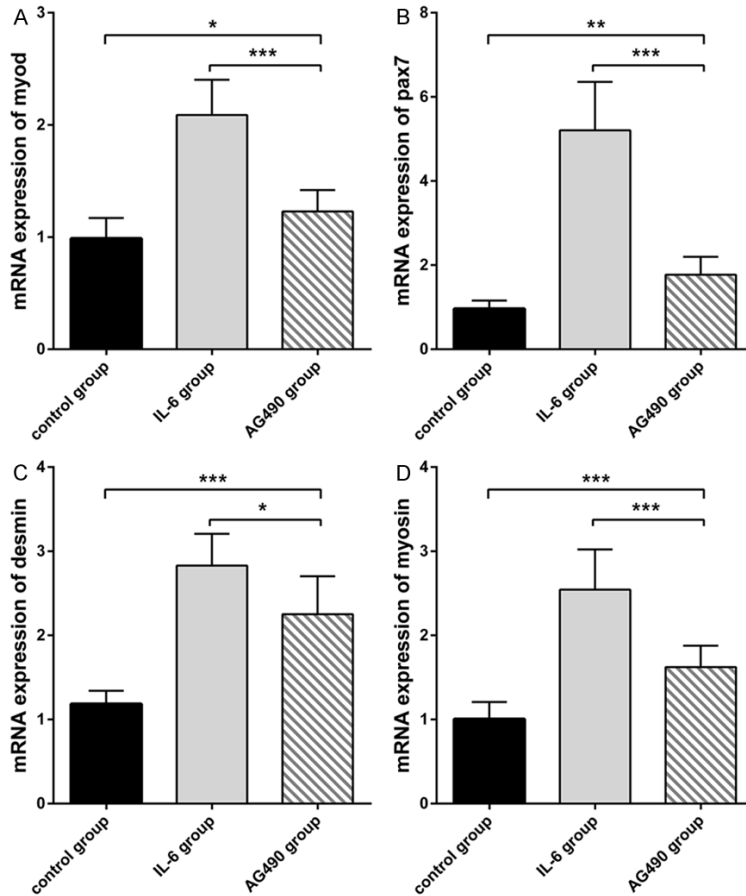 A
mRNA expression of myod
3
2
1
0
*
***
control group
IL-6 group
AG490 group
B
mRNA expression of pax7
8
6
4
2
0
**
***
control group
IL-6 group
AG490 group
C
mRNA expression of desmin
4
3
2
1
0
***
*
control group
IL-6 group
AG490 group
D
mRNA expression of myosin
4
3
2
1
0
***
***
control group
IL-6 group
AG490 group